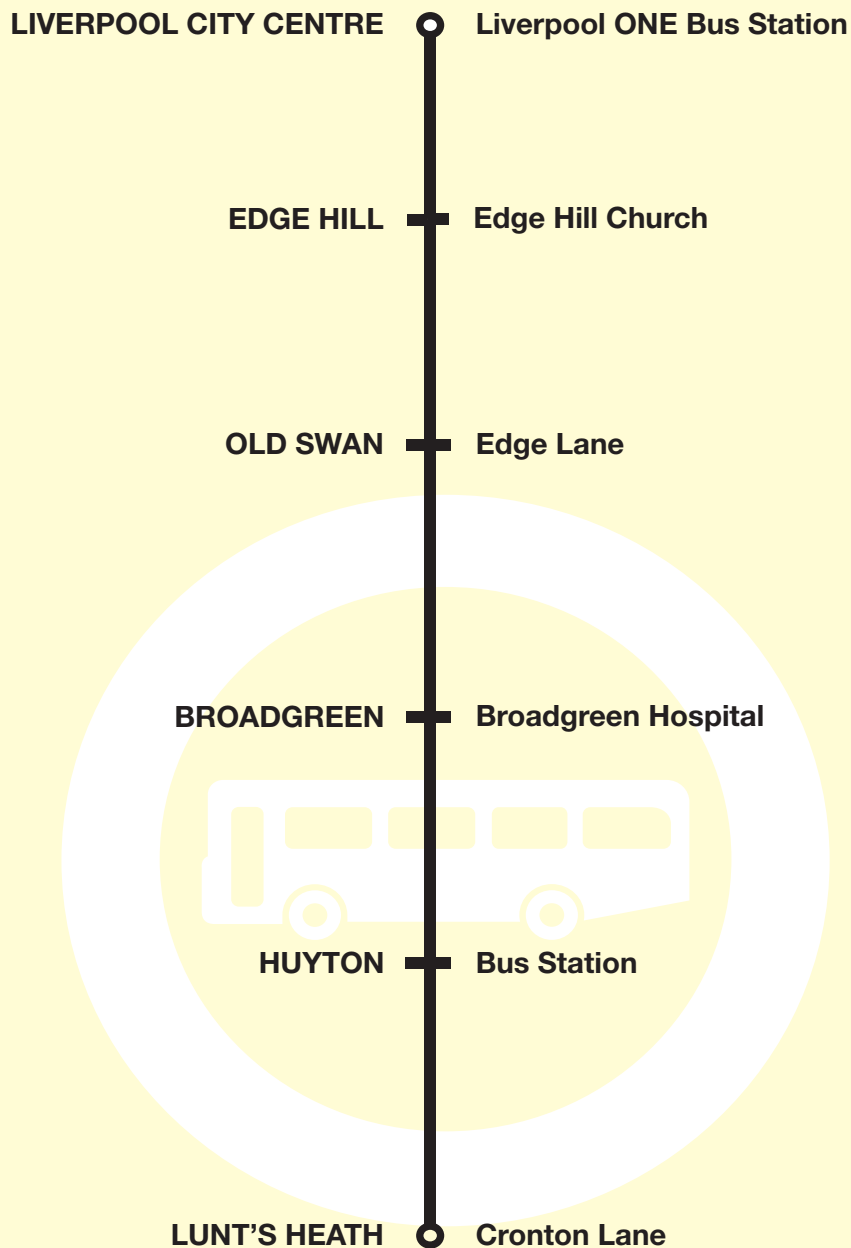 LIVERPOOL CITY CENTRE Liverpool ONE Bus Station
EDGE HILL Edge Hill Church
OLD SWAN Edge Lane
BROADGREEN Broadgreen Hospital
HUYTON Bus Station
LUNT’S HEATH Cronton Lane